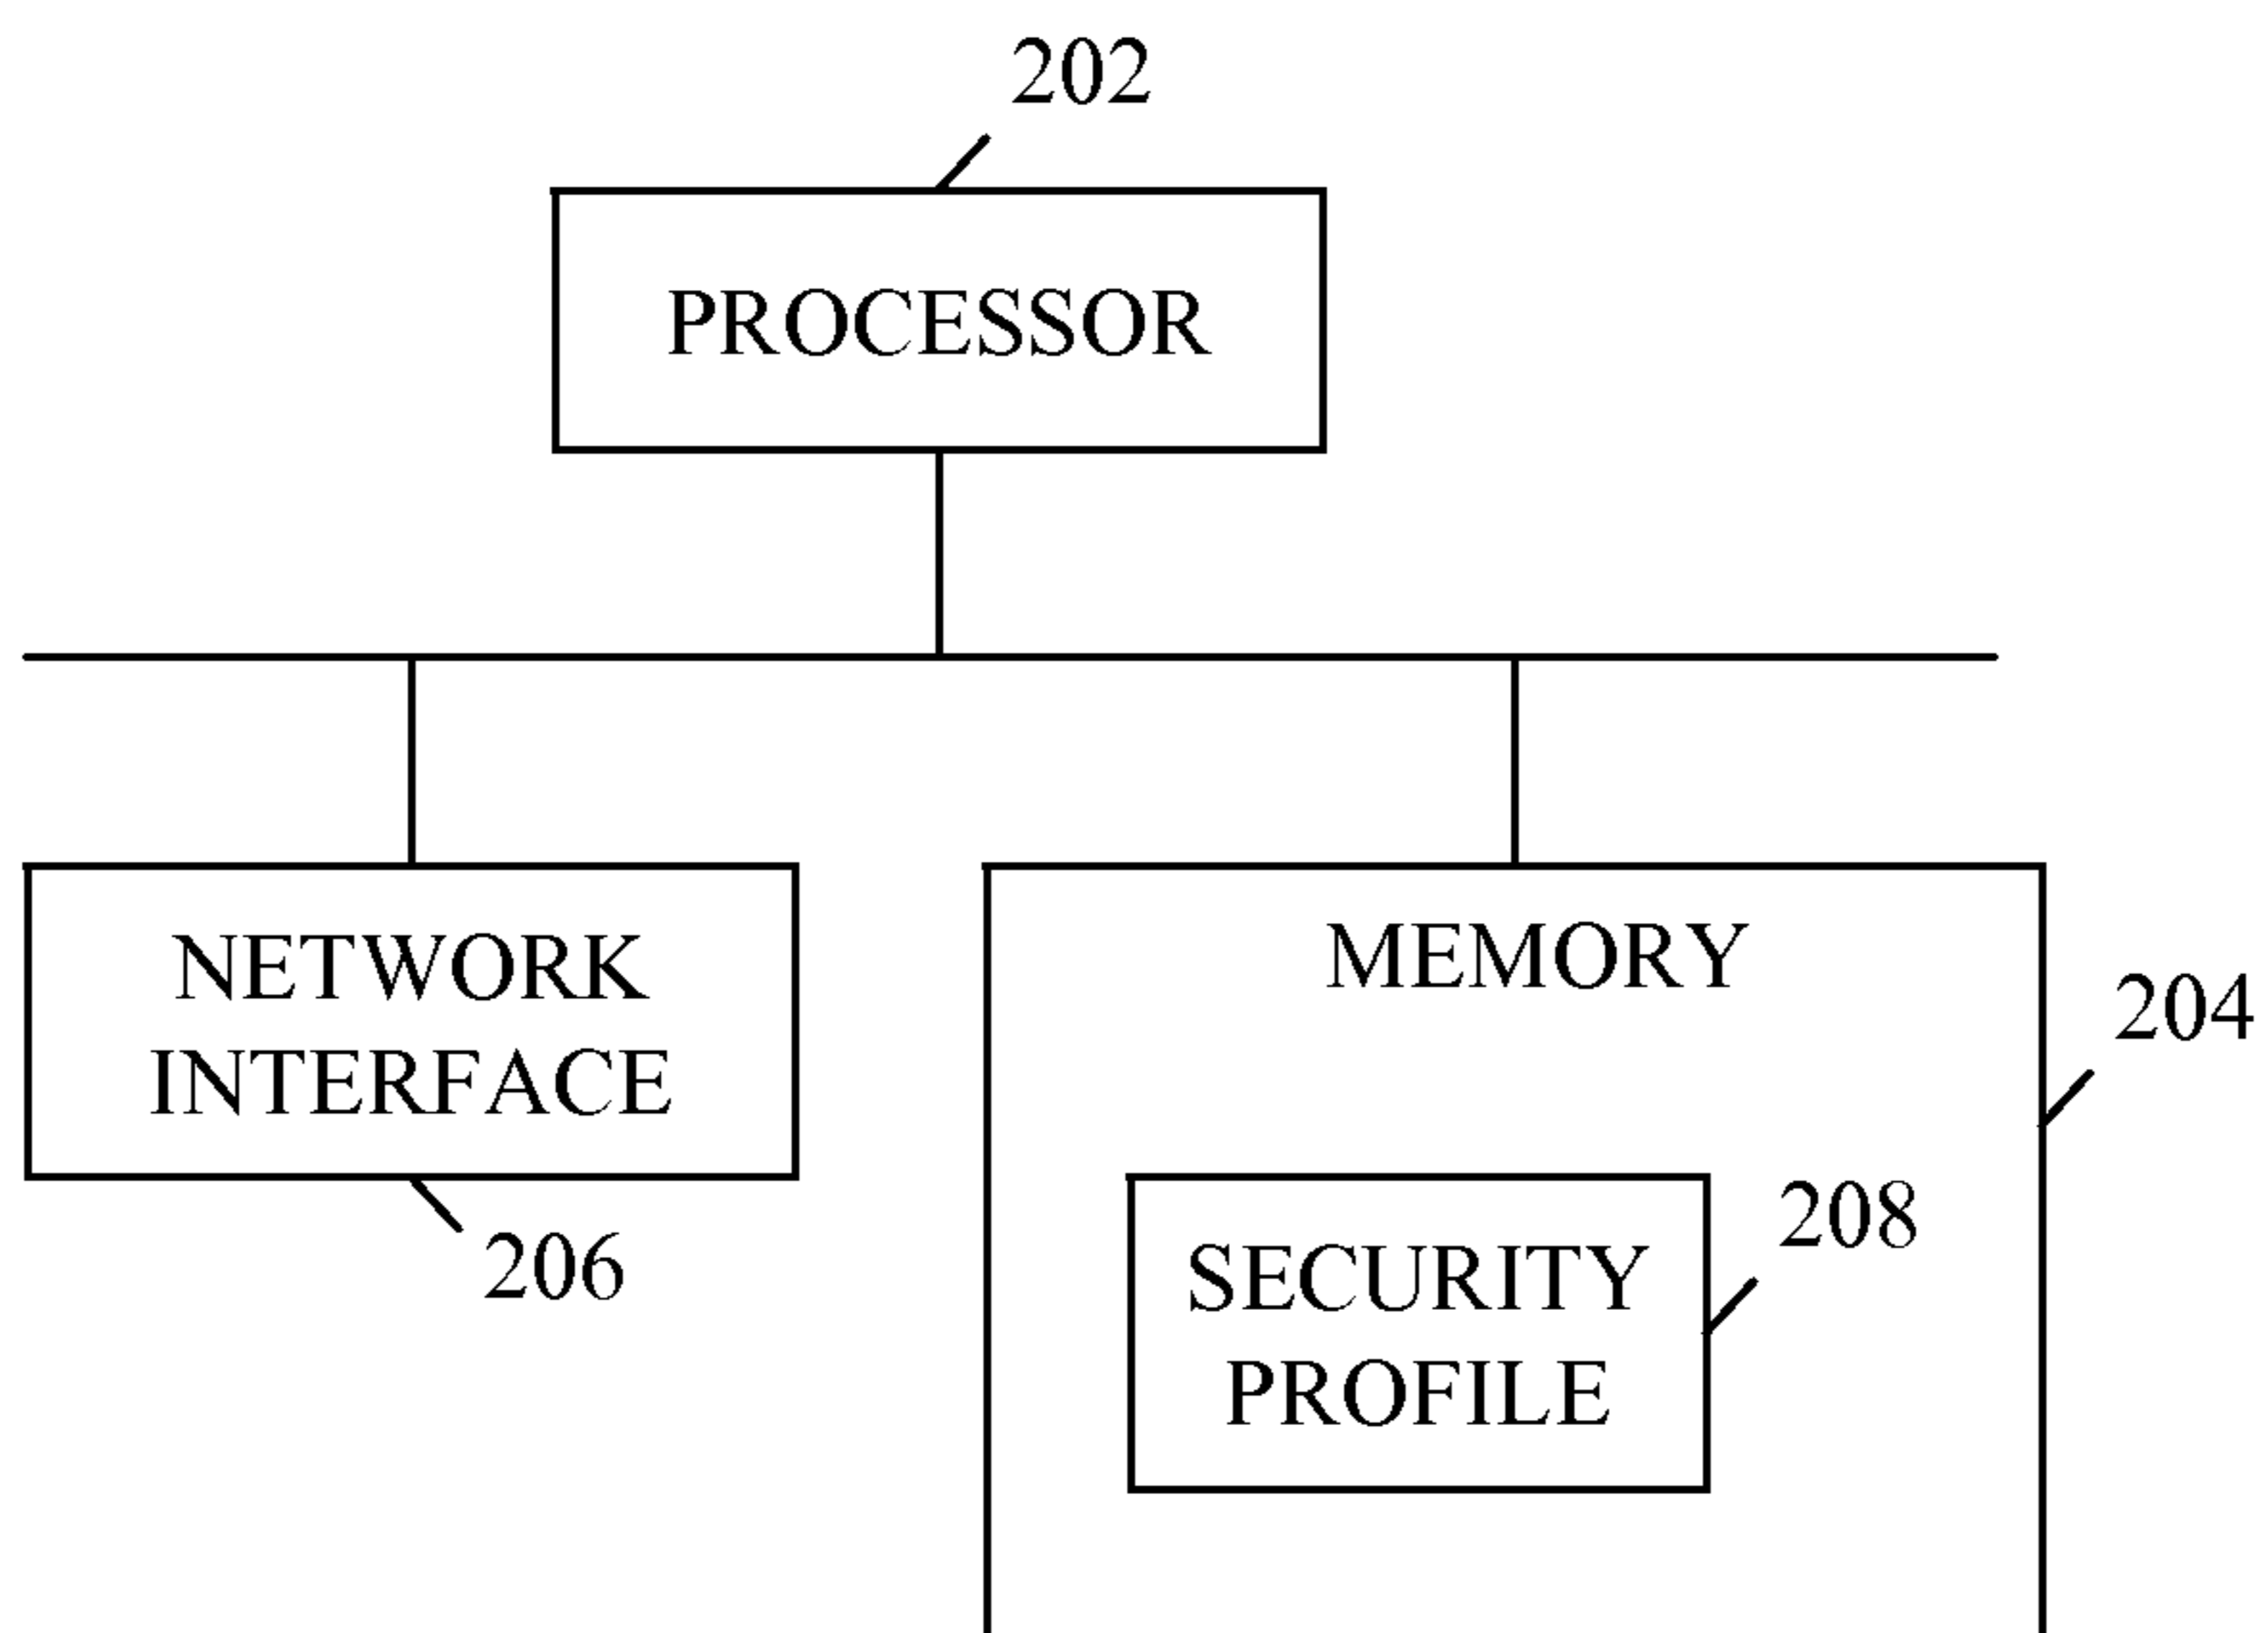 202
PROCESSOR
NETWORK
INTERFACE
206
MEMORY
204
SECURITY
PROFILE
208